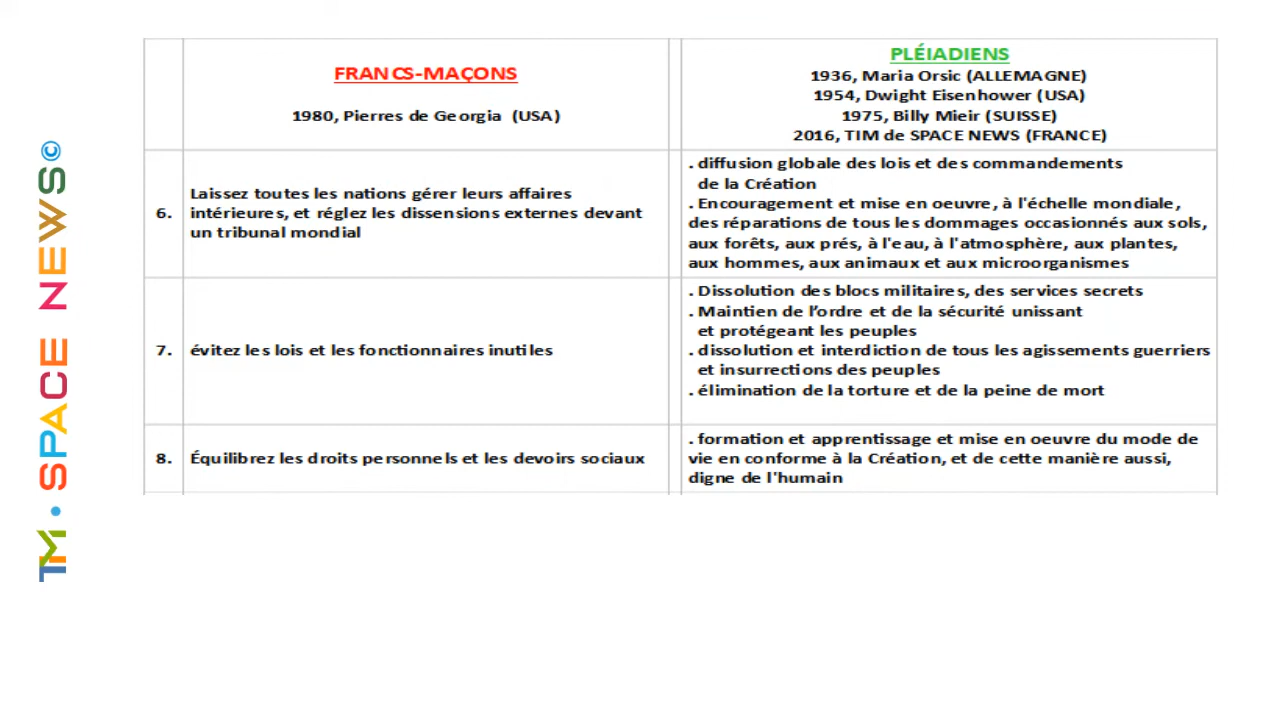 TIM • SPACE NEWS©
FRANCS-MAÇONS
1980, Pierres de Georgia (USA)
PLÉIADIENS
1936, Maria Orsic (ALLEMAGNE)
1954, Dwight Eisenhower (USA)
1975, Billy Mieir (SUISSE)
2016, TIM de SPACE NEWS (FRANCE)
6.
Laissez toutes les nations gérer leurs affaires
intérieures, et réglez les dissensions externes devant
un tribunal mondial
. diffusion globale des lois et des commandements
de la Création
. Encouragement et mise en oeuvre, à l'échelle mondiale,
des réparations de tous les dommages occasionnés aux sols,
aux forêts, aux prés, à l'eau, à l'atmosphère, aux plantes,
aux hommes, aux animaux et aux microorganismes
7.
évitez les lois et les fonctionnaires inutiles
. Dissolution des blocs militaires, des services secrets
. Maintien de l’ordre et de la sécurité unissant
et protégeant les peuples
. dissolution et interdiction de tous les agissements guerriers
et insurrections des peuples
. élimination de la torture et de la peine de mort
8.
Équilibrez les droits personnels et les devoirs sociaux
. formation et apprentissage et mise en oeuvre du mode de
vie en conforme à la Création, et de cette manière aussi,
digne de l'humain